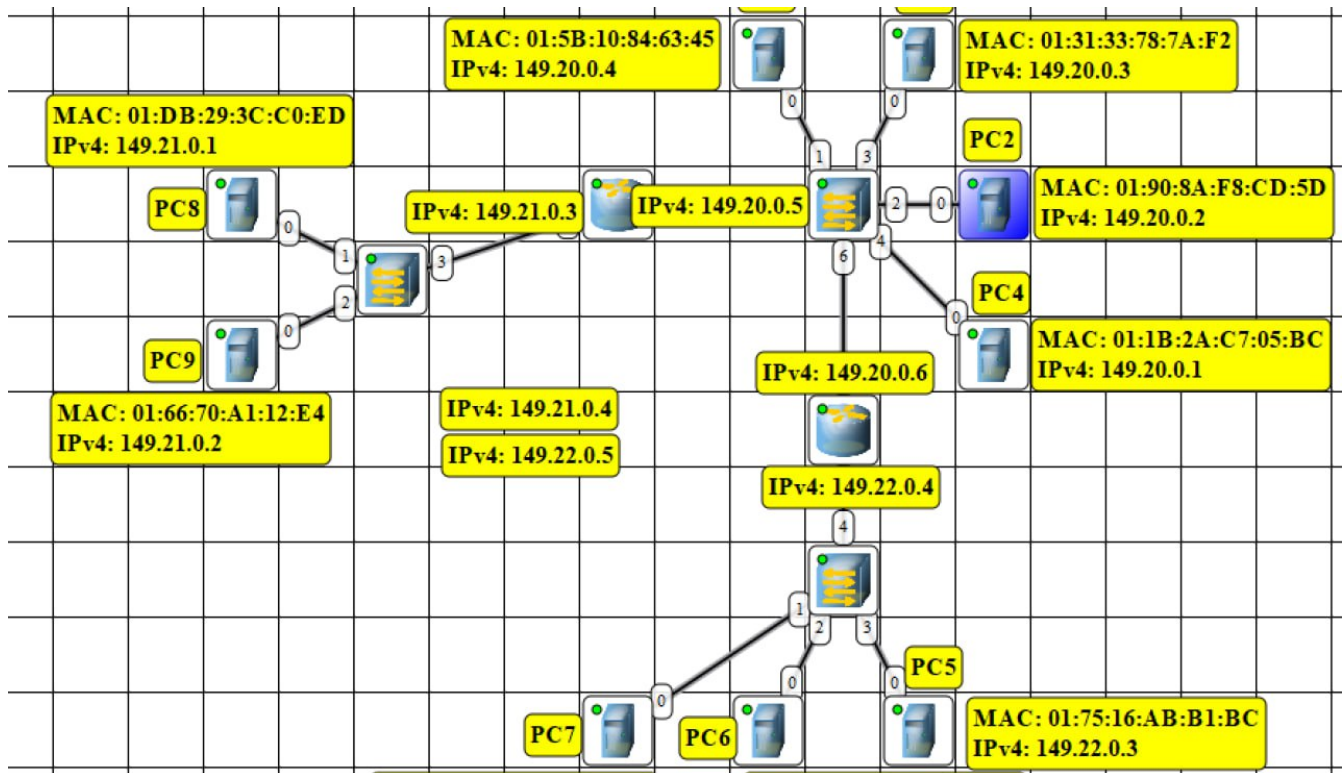 MAC: 01:5B:10:84:63:45
IPv4: 149.20.0.4
MAC: 01:31:33:78:7A:F2
IPv4: 149.20.0.3
0
0
MAC: 01:DB:29:3C:C0:ED
IPv4: 149.21.0.1
PC2
1
3
PC8
0
IPv4: 149.21.0.3
IPv4: 149.20.0.5
2
0
MAC: 01:90:8A:F8:CD:5D
IPv4: 149.20.0.2
1
3
6
4
2
PC4
0
PC9
0
MAC: 01:1B:2A:C7:05:BC
IPv4: 149.20.0.1
IPv4: 149.20.0.6
MAC: 01:66:70:A1:12:E4
IPv4: 149.21.0.2
IPv4: 149.21.0.4
IPv4: 149.22.0.5
IPv4: 149.22.0.4
4
1
2
3
PC5
0
0
0
PC7
PC6
MAC: 01:75:16:AB:B1:BC
IPv4: 149.22.0.3